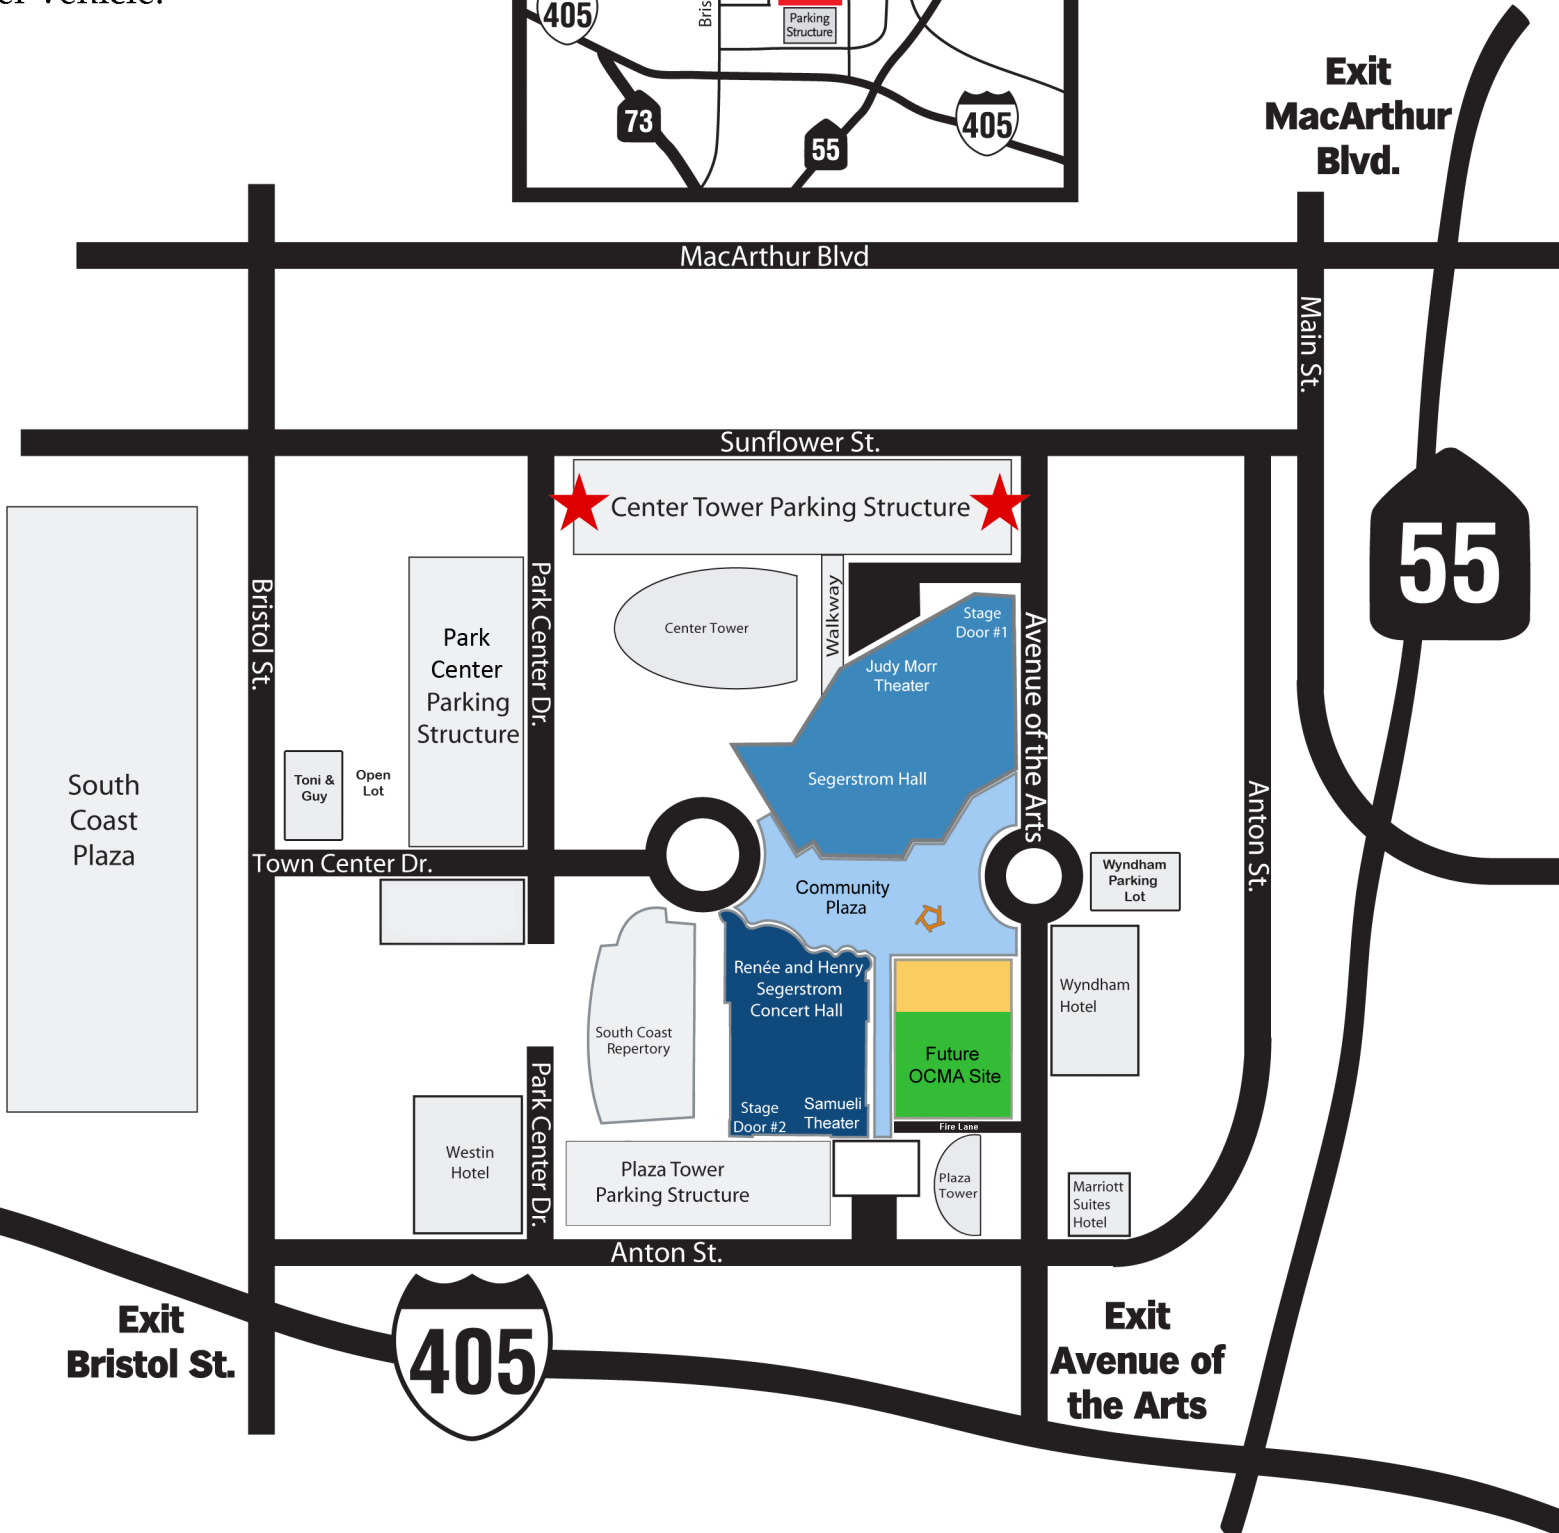 405
Parking
Structure
73
55
405
Exit
MacArthur
Blvd.
MacArthur Blvd
Main St.
Sunflower St.
Center Tower Parking Structure
55
Bristol St.
Park Center Dr.
Park
Center
Parking
Structure
Center Tower
Walkway
Stage
Door #1
Judy Morr
Theater
Avenue of the Arts
Segerstrom Hall
South
Coast
Plaza
Toni &
Guy
Open
Lot
Anton St.
Town Center Dr.
Community
Plaza
Wyndham
Parking
Lot
Renée and Henry
Segerstrom
Concert Hall
Wyndham
Hotel
South Coast
Repertory
Future
OCMA Site
Stage
Door #2
Samueli
Theater
Fire Lane
Park Center Dr.
Westin
Hotel
Plaza Tower
Parking Structure
Plaza
Tower
Marriott
Suites
Hotel
Anton St.
Exit
Bristol St.
405
Exit
Avenue of
the Arts